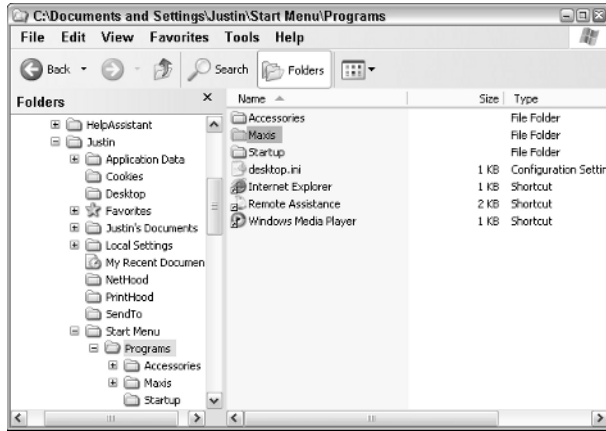 C:\Documents and Settings\Justin\Start Menu\Programs
File Edit View Favorites Tools Help
Back Search Folders
Folders
HelpAssistant
Justin
Application Data
Cookies
Desktop
Favorites
Justin's Documents
Local Settings
My Recent Documen
NetHood
PrintHood
SendTo
Start Menu
Programs
Accessories
Maxis
Startup
Name Size Type
Accessories File Folder
Maxis File Folder
Startup File Folder
desktop.ini 1 KB Configuration Settin
Internet Explorer 1 KB Shortcut
Remote Assistance 2 KB Shortcut
Windows Media Player 1 KB Shortcut